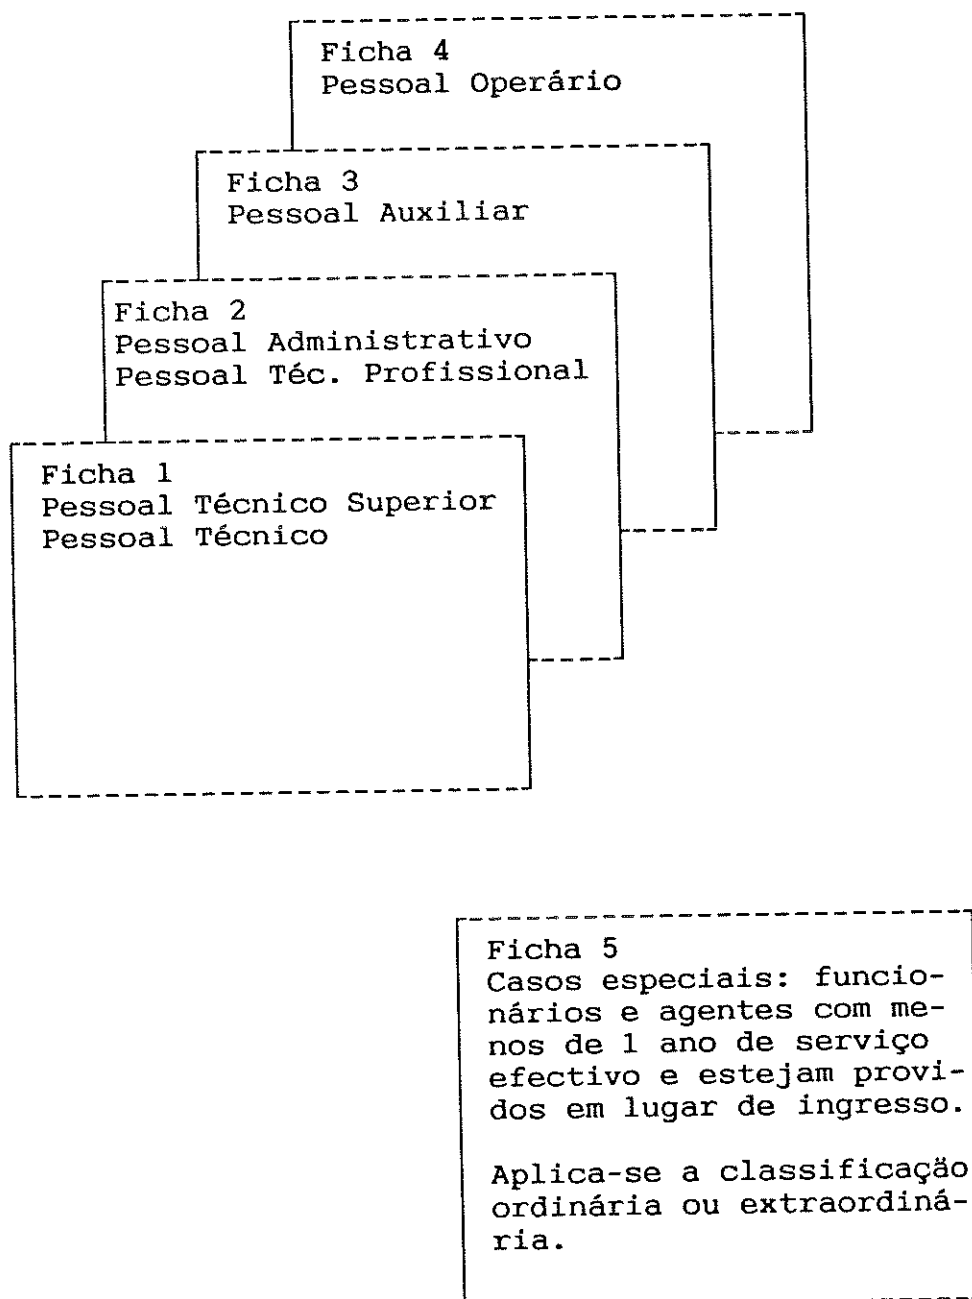 Ficha 4
Pessoal Operário
Ficha 3
Pessoal Auxiliar
Ficha 2
Pessoal Administrativo
Pessoal Téc. Profissional
Ficha 1
Pessoal Técnico Superior
Pessoal Técnico
Ficha 5
Casos especiais: funcio-
nários e agentes com me-
nos de 1 ano de serviço
efectivo e estejam provi-
dos em lugar de ingresso.
Aplica-se a classificação
ordinária ou extraordiná-
ria.